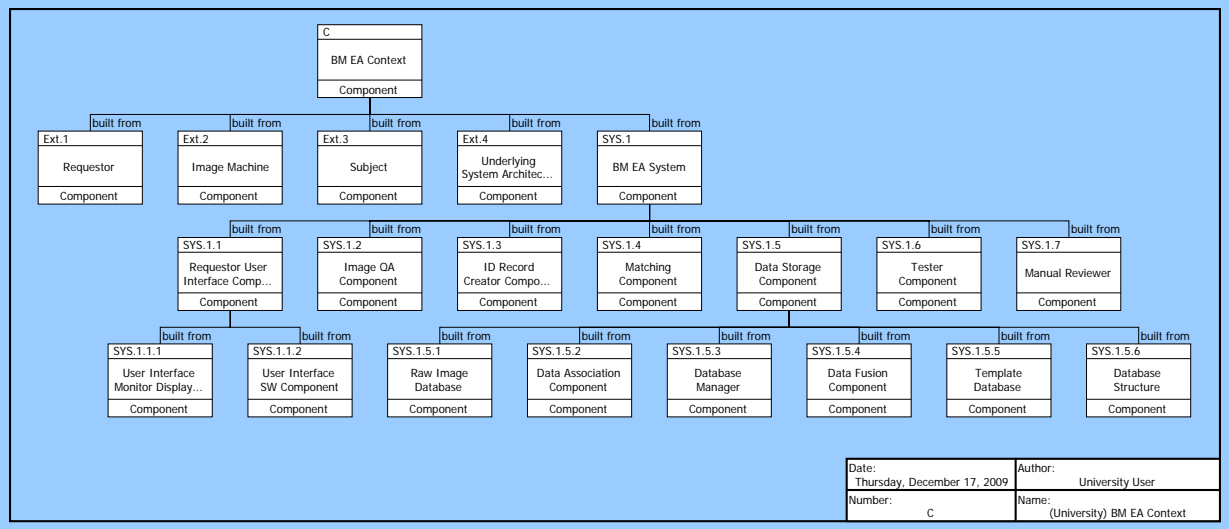 C
BM EA Context
Component
built from built from built from built from built from
Ext.1 Ext.2 Ext.3 Ext.4 SYS.1
Requestor Image Machine Subject Underlying System Architec... BM EA System
Component Component Component Component Component
built from built from built from built from built from built from built from
SYS.1.1 SYS.1.2 SYS.1.3 SYS.1.4 SYS.1.5 SYS.1.6 SYS.1.7
Requestor User Image QA ID Record Matching Data Storage Tester Manual Reviewer
Interface Comp... Component Creator Compo... Component Component Component
Component Component Component Component Component Component Component
built from built from built from built from built from built from built from built from
SYS.1.1.1 SYS.1.1.2 SYS.1.5.1 SYS.1.5.2 SYS.1.5.3 SYS.1.5.4 SYS.1.5.5 SYS.1.5.6
User Interface User Interface Raw Image Data Association Database Data Fusion Template Database
Monitor Display... SW Component Database Component Manager Component Database Structure
Component Component Component Component Component Component Component Component
Date: Author:
Thursday, December 17, 2009 University User
Number: Name:
C (University) BM EA Context